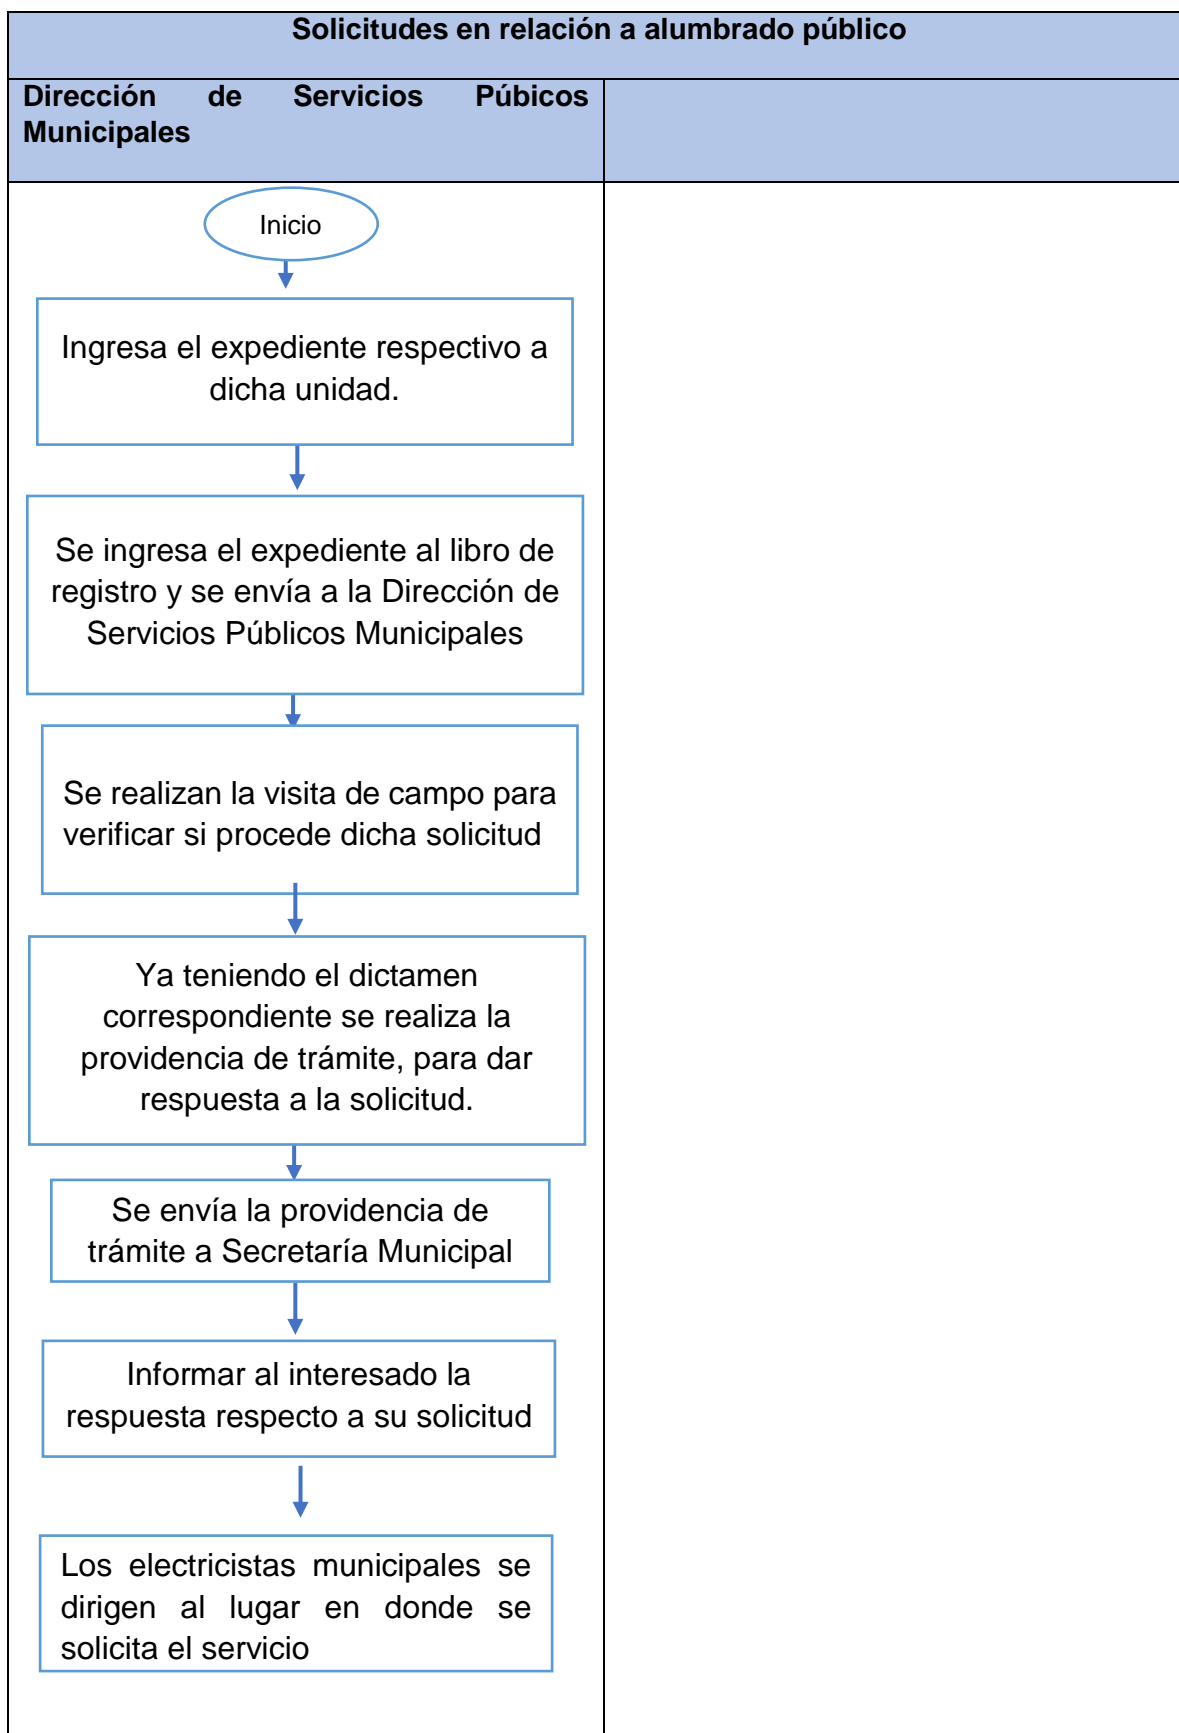 Solicitudes en relación a alumbrado público
Dirección de Servicios Púbicos
Municipales
Inicio
Ingresa el expediente respectivo a
dicha unidad.
Se ingresa el expediente al libro de
registro y se envía a la Dirección de
Servicios Públicos Municipales
Se realizan la visita de campo para
verificar si procede dicha solicitud
Ya teniendo el dictamen
correspondiente se realiza la
providencia de trámite, para dar
respuesta a la solicitud.
Se envía la providencia de
trámite a Secretaría Municipal
Informar al interesado la
respuesta respecto a su solicitud
Los electricistas municipales se
dirigen al lugar en donde se
solicita el servicio